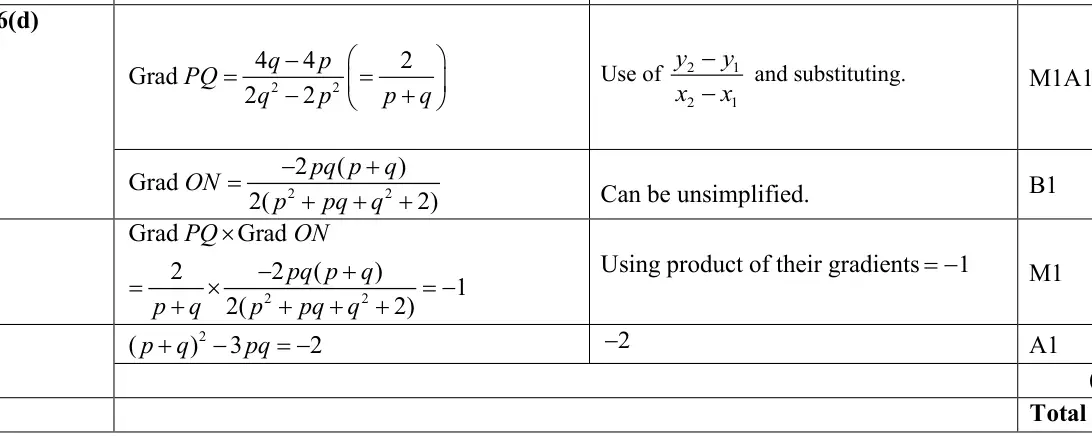 6(d)
Grad PQ = (4q − 4p)/(2q² − 2p²) (= 2/(p + q))
Use of (y₂ − y₁)/(x₂ − x₁) and substituting.
M1A1
Grad ON = −2pq(p + q)/2(p² + pq + q² + 2)
Can be unsimplified.
B1
Grad PQ × Grad ON
= 2/(p + q) × −2pq(p + q)/2(p² + pq + q² + 2) = −1
Using product of their gradients = −1
M1
(p + q)² − 3pq = −2
−2
A1
(
Total